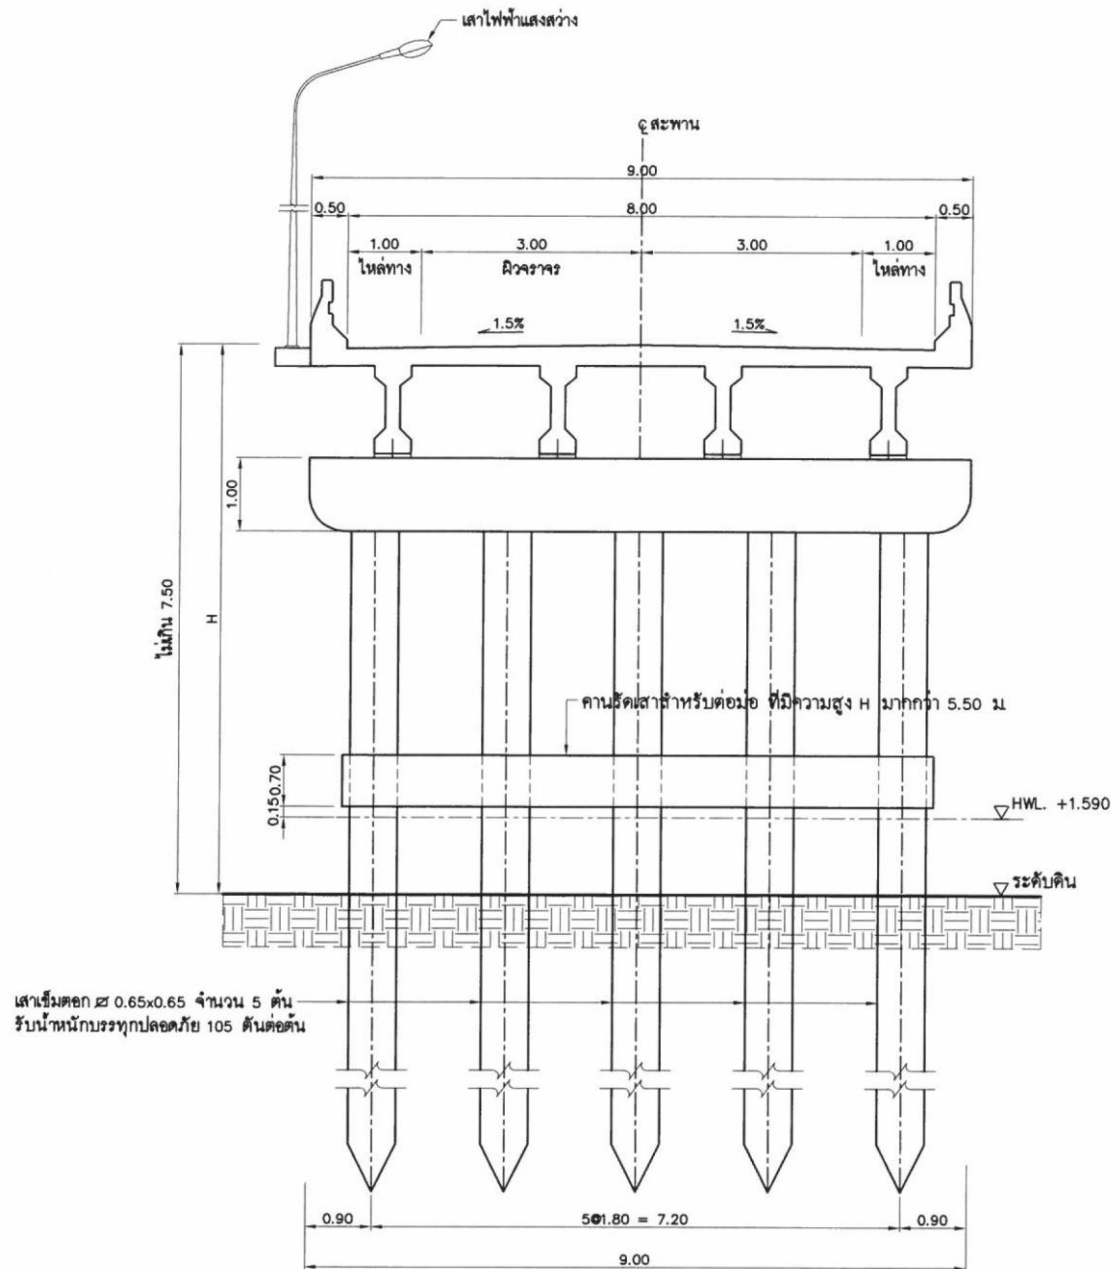 เสาไฟฟ้าแสงสว่าง
℄ สะพาน
9.00
0.50 8.00 0.50
1.00 3.00 3.00 1.00
ไหล่ทาง ผิวจราจร ไหล่ทาง
1.5% 1.5%
1.00
ไม่เกิน 7.50
H
คานรัดเสาสำหรับต่อม่อ ที่มีความสูง H มากกว่า 5.50 ม.
0.70
0.15
HWL. +1.590
ระดับดิน
เสาเข็มตอก 0.65x0.65 จำนวน 5 ต้น
รับน้ำหนักบรรทุกปลอดภัย 105 ตันต่อต้น
0.90 5@1.80 = 7.20 0.90
9.00